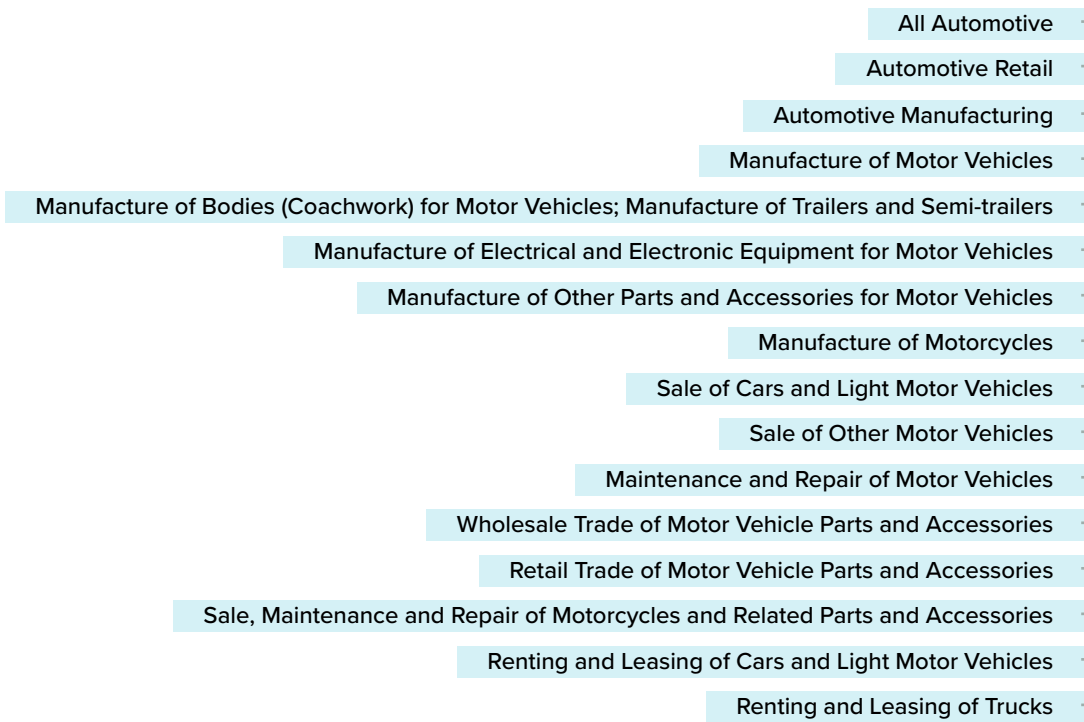 All Automotive
Automotive Retail
Automotive Manufacturing
Manufacture of Motor Vehicles
Manufacture of Bodies (Coachwork) for Motor Vehicles; Manufacture of Trailers and Semi-trailers
Manufacture of Electrical and Electronic Equipment for Motor Vehicles
Manufacture of Other Parts and Accessories for Motor Vehicles
Manufacture of Motorcycles
Sale of Cars and Light Motor Vehicles
Sale of Other Motor Vehicles
Maintenance and Repair of Motor Vehicles
Wholesale Trade of Motor Vehicle Parts and Accessories
Retail Trade of Motor Vehicle Parts and Accessories
Sale, Maintenance and Repair of Motorcycles and Related Parts and Accessories
Renting and Leasing of Cars and Light Motor Vehicles
Renting and Leasing of Trucks